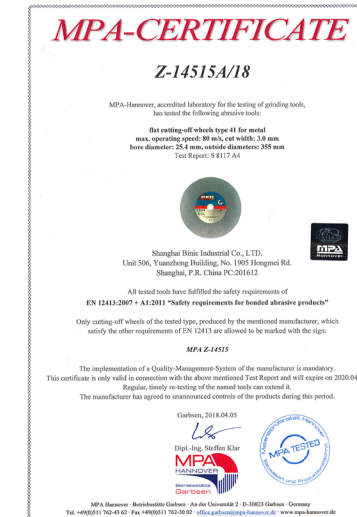 MPA-CERTIFICATE
Z-14515A/18
MPA-Hannover, accredited laboratory for the testing of grinding tools,
has tested the following abrasive tools:
flat cutting-off wheels type 41 for metal
max. operating speed: 80 m/s, cut width: 3.0 mm
bore diameter: 25.4 mm, outside diameters: 355 mm
Test Report: S 8117 A4
MPA
Hannover
Shanghai Binic Industrial Co., LTD.
Unit 506, Yuanzhong Building, No. 1905 Hongmei Rd.
Shanghai, P.R. China PC:201612
All tested tools have fulfilled the safety requirements of
EN 12413:2007 + A1:2011 “Safety requirements for bonded abrasive products”
Only cutting-off wheels of the tested type, produced by the mentioned manufacturer, which
satisfy the other requirements of EN 12413 are allowed to be marked with the sign:
MPA Z-14515
The implementation of a Quality-Management-System of the manufacturer is mandatory.
This certificate is only valid in connection with the above mentioned Test Report and will expire on 2020.04
Regular, timely re-testing of the named tools can extend it.
The manufacturer has agreed to unannounced controls of the products during this period.
Garbsen, 2018.04.05
Dipl.-Ing. Steffen Klar
MPA
HANNOVER
Betriebsstätte
Garbsen
MPA TESTED
MPA Hannover · Betriebsstätte Garbsen · An der Universität 2 · D-30823 Garbsen · Germany
Tel. +49(0)511 762-43 62 · Fax +49(0)511 762-30 02 · office.garbsen@mpa-hannover.de · www.mpa-hannover.de